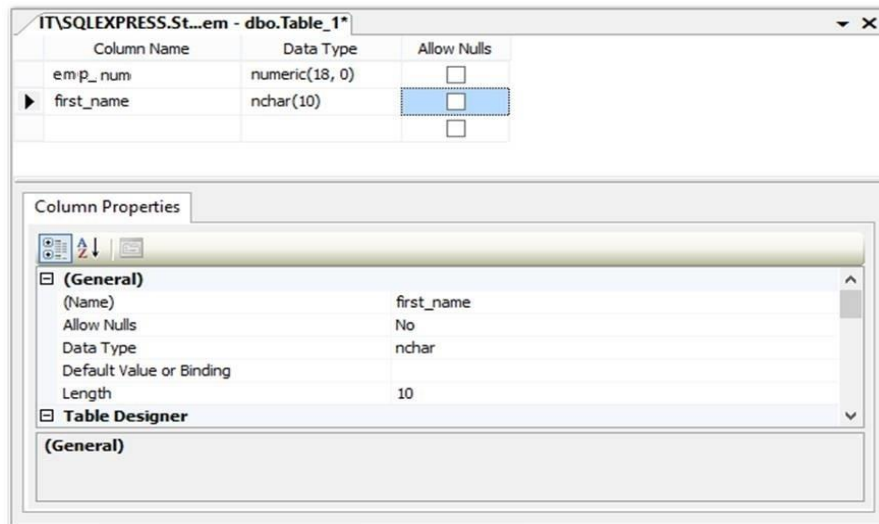 IT\SQLEXPRESS.St...em - dbo.Table_1*
Column Name Data Type Allow Nulls
emp_num numeric(18, 0)
first_name nchar(10)
Column Properties
(General)
(Name) first_name
Allow Nulls No
Data Type nchar
Default Value or Binding
Length 10
Table Designer
(General)